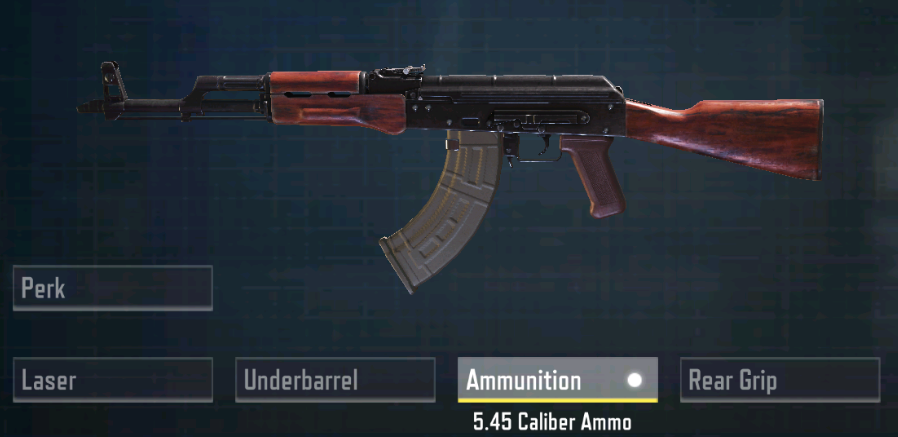 Perk
Laser
Underbarrel
Ammunition
Rear Grip
5.45 Caliber Ammo